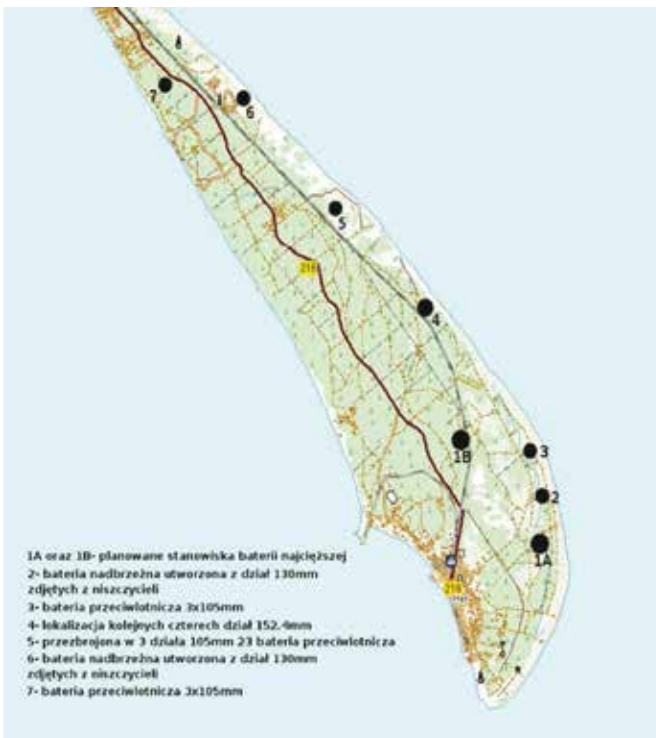 7
6
5
216
4
1B
3
2
1A
216
Hel
1A oraz 1B- planowane stanowiska baterii najcięższej
2- bateria nadbrzeżna utworzona z dział 130mm
zdjętych z niszczycieli
3- bateria przeciwlotnicza 3x105mm
4- lokalizacja kolejnych czterech dział 152.4mm
5- przezbrojona w 3 działa 105mm 23 bateria przeciwlotnicza
6- bateria nadbrzeżna utworzona z dział 130mm
zdjętych z niszczycieli
7- bateria przeciwlotnicza 3x105mm